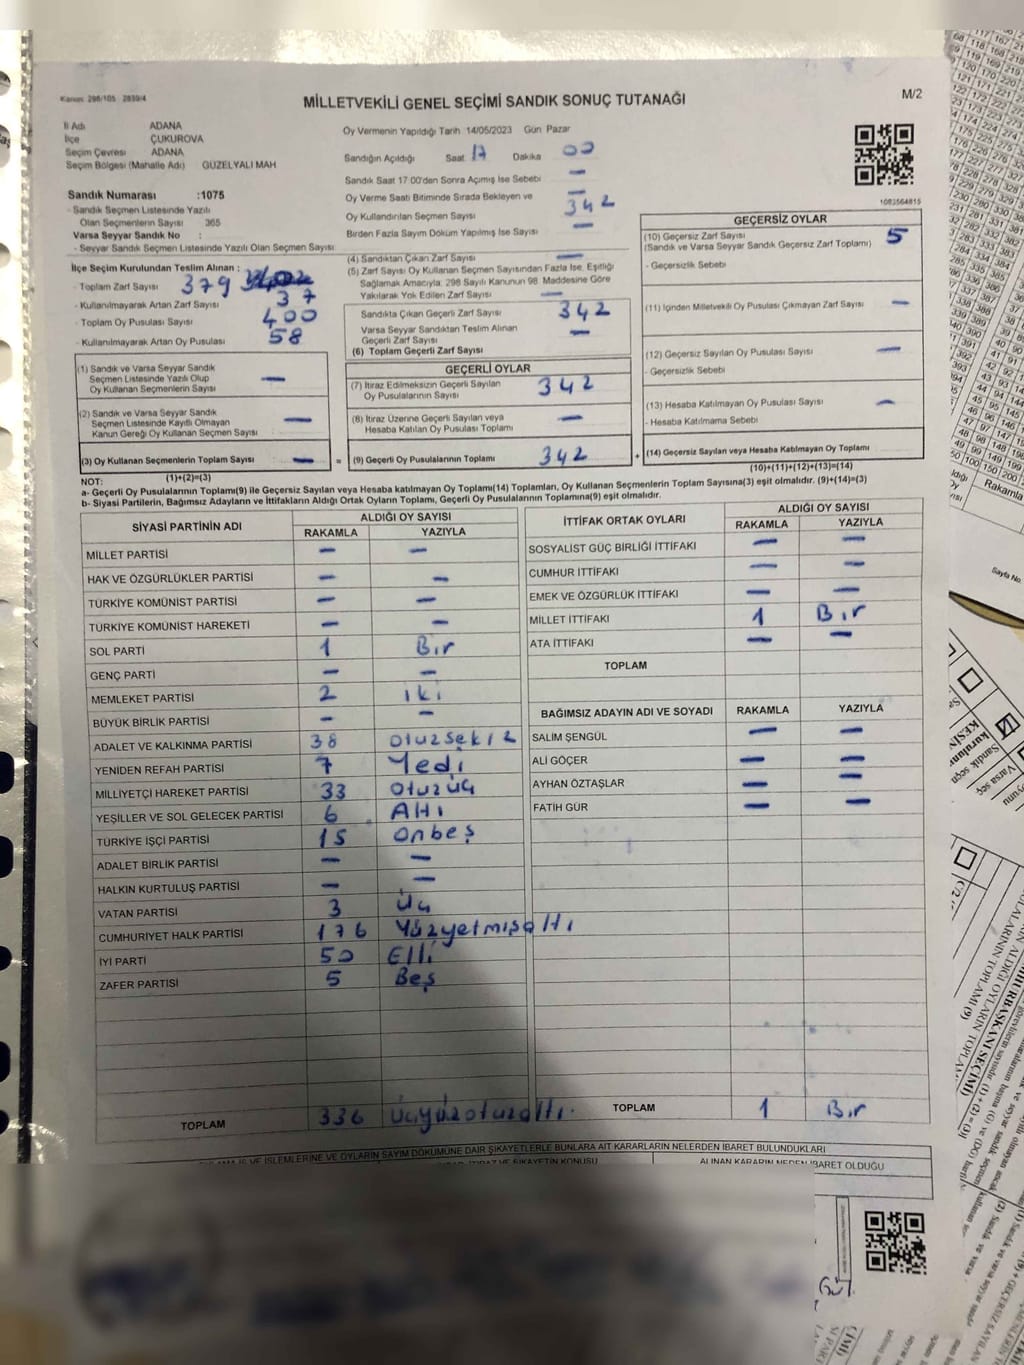 Kanun: 298/105 2839/4
MİLLETVEKİLİ GENEL SEÇİMİ SANDIK SONUÇ TUTANAĞI
M/2
İl Adı ADANA
İlçe ÇUKUROVA
Seçim Çevresi ADANA
Seçim Bölgesi (Mahalle Adı) GÜZELYALI MAH
Oy Vermenin Yapıldığı Tarih 14/05/2023 Gün Pazar
Sandığın Açıldığı Saat 17 Dakika 00
Sandık Saat 17:00'den Sonra Açılmış İse Sebebi —
Oy Verme Saati Bitiminde Sırada Bekleyen ve —
Oy Kullandırılan Seçmen Sayısı 342
Birden Fazla Sayım Döküm Yapılmış İse Sayısı —
1083564815
Sandık Numarası :1075
- Sandık Seçmen Listesinde Yazılı
Olan Seçmenlerin Sayısı 365
Varsa Seyyar Sandık No :
- Seyyar Sandık Seçmen Listesinde Yazılı Olan Seçmen Sayısı
İlçe Seçim Kurulundan Teslim Alınan :
- Toplam Zarf Sayısı 379
- Kullanılmayarak Artan Zarf Sayısı 37
- Toplam Oy Pusulası Sayısı 400
- Kullanılmayarak Artan Oy Pusulası 58
(4) Sandıktan Çıkan Zarf Sayısı —
(5) Zarf Sayısı Oy Kullanan Seçmen Sayısından Fazla İse, Eşitliği
Sağlamak Amacıyla; 298 Sayılı Kanunun 98. Maddesine Göre
Yakılarak Yok Edilen Zarf Sayısı —
Sandıkta Çıkan Geçerli Zarf Sayısı 342
Varsa Seyyar Sandıktan Teslim Alınan
Geçerli Zarf Sayısı —
(6) Toplam Geçerli Zarf Sayısı
GEÇERSİZ OYLAR
(10) Geçersiz Zarf Sayısı 5
(Sandık ve Varsa Seyyar Sandık Geçersiz Zarf Toplamı)
- Geçersizlik Sebebi
(11) İçinden Milletvekili Oy Pusulası Çıkmayan Zarf Sayısı —
(12) Geçersiz Sayılan Oy Pusulası Sayısı —
- Geçersizlik Sebebi
(13) Hesaba Katılmayan Oy Pusulası Sayısı —
- Hesaba Katılmama Sebebi
(14) Geçersiz Sayılan veya Hesaba Katılmayan Oy Toplamı
(10)+(11)+(12)+(13)=(14)
(1) Sandık ve Varsa Seyyar Sandık
Seçmen Listesinde Yazılı Olup
Oy Kullanan Seçmenlerin Sayısı —
(2) Sandık ve Varsa Seyyar Sandık
Seçmen Listesinde Kayıtlı Olmayan
Kanun Gereği Oy Kullanan Seçmen Sayısı —
(3) Oy Kullanan Seçmenlerin Toplam Sayısı — =
(1)+(2)=(3)
GEÇERLİ OYLAR
(7) İtiraz Edilmeksizin Geçerli Sayılan
Oy Pusulalarının Sayısı 342
(8) İtiraz Üzerine Geçerli Sayılan veya
Hesaba Katılan Oy Pusulası Toplamı —
(9) Geçerli Oy Pusulalarının Toplamı 342 +
NOT:
a- Geçerli Oy Pusulalarının Toplamı(9) ile Geçersiz Sayılan veya Hesaba katılmayan Oy Toplamı(14) Toplamları, Oy Kullanan Seçmenlerin Toplam Sayısına(3) eşit olmalıdır. (9)+(14)=(3)
b- Siyasi Partilerin, Bağımsız Adayların ve İttifakların Aldığı Ortak Oyların Toplamı, Geçerli Oy Pusulalarının Toplamına(9) eşit olmalıdır.
SİYASİ PARTİNİN ADI ALDIĞI OY SAYISI
RAKAMLA YAZIYLA
MİLLET PARTİSİ — —
HAK VE ÖZGÜRLÜKLER PARTİSİ — —
TÜRKİYE KOMÜNİST PARTİSİ — —
TÜRKİYE KOMÜNİST HAREKETİ — —
SOL PARTİ 1 Bir
GENÇ PARTİ — —
MEMLEKET PARTİSİ 2 iki
BÜYÜK BİRLİK PARTİSİ — —
ADALET VE KALKINMA PARTİSİ 38 otuzsekiz
YENİDEN REFAH PARTİSİ 7 Yedi
MİLLİYETÇİ HAREKET PARTİSİ 33 otuzüç
YEŞİLLER VE SOL GELECEK PARTİSİ 6 Altı
TÜRKİYE İŞÇİ PARTİSİ 15 onbeş
ADALET BİRLİK PARTİSİ — —
HALKIN KURTULUŞ PARTİSİ — —
VATAN PARTİSİ 3 Üç
CUMHURİYET HALK PARTİSİ 176 Yüzyetmişaltı
İYİ PARTİ 50 Elli
ZAFER PARTİSİ 5 Beş
TOPLAM 336 Üçyüzotuzaltı.
İTTİFAK ORTAK OYLARI ALDIĞI OY SAYISI
RAKAMLA YAZIYLA
SOSYALİST GÜÇ BİRLİĞİ İTTİFAKI — —
CUMHUR İTTİFAKI — —
EMEK VE ÖZGÜRLÜK İTTİFAKI — —
MİLLET İTTİFAKI 1 Bir
ATA İTTİFAKI — —
TOPLAM
BAĞIMSIZ ADAYIN ADI VE SOYADI RAKAMLA YAZIYLA
SALİM ŞENGÜL — —
ALİ GÖÇER — —
AYHAN ÖZTAŞLAR — —
FATİH GÜR — —
TOPLAM 1 Bir
İŞLEMLERİNE VE OYLARIN SAYIM DÖKÜMÜNE DAİR ŞİKAYETLERLE BUNLARA AİT KARARLARIN NELERDEN İBARET BULUNDUKLARI
İTİRAZ VE ŞİKAYETİN KONUSU ALINAN KARARIN NEDEN İBARET OLDUĞU